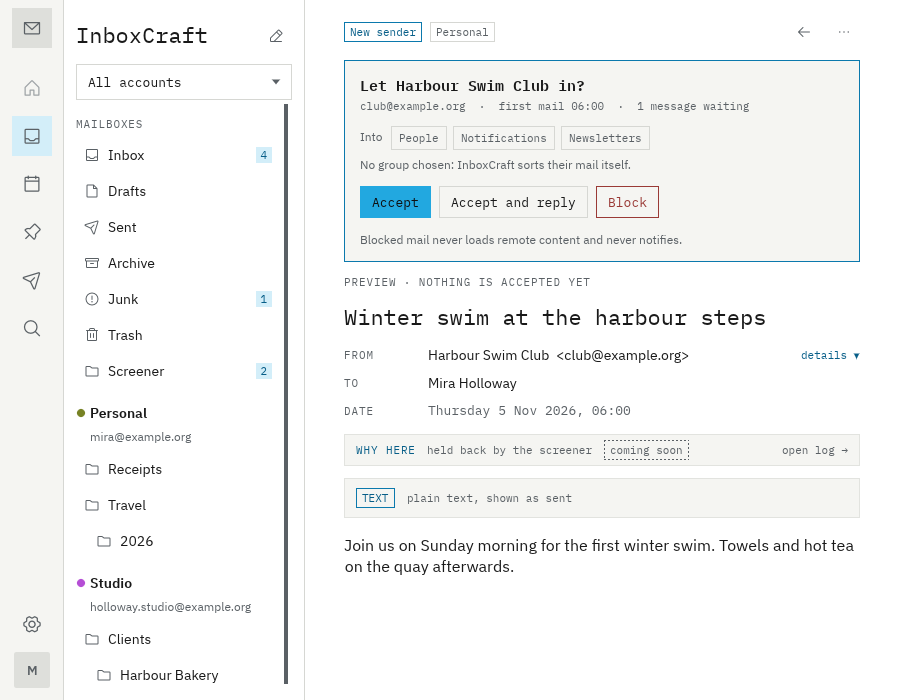 InboxCraft
All accounts
MAILBOXES
Inbox 4
Drafts
Sent
Archive
Junk 1
Trash
Screener 2
Personal
mira@example.org
Receipts
Travel
2026
Studio
holloway.studio@example.org
Clients
Harbour Bakery
M
New sender Personal
Let Harbour Swim Club in?
club@example.org · first mail 06:00 · 1 message waiting
Into People Notifications Newsletters
No group chosen: InboxCraft sorts their mail itself.
Accept Accept and reply Block
Blocked mail never loads remote content and never notifies.
PREVIEW · NOTHING IS ACCEPTED YET
Winter swim at the harbour steps
FROM Harbour Swim Club <club@example.org> details ▾
TO Mira Holloway
DATE Thursday 5 Nov 2026, 06:00
WHY HERE held back by the screener coming soon open log →
TEXT plain text, shown as sent
Join us on Sunday morning for the first winter swim. Towels and hot tea
on the quay afterwards.